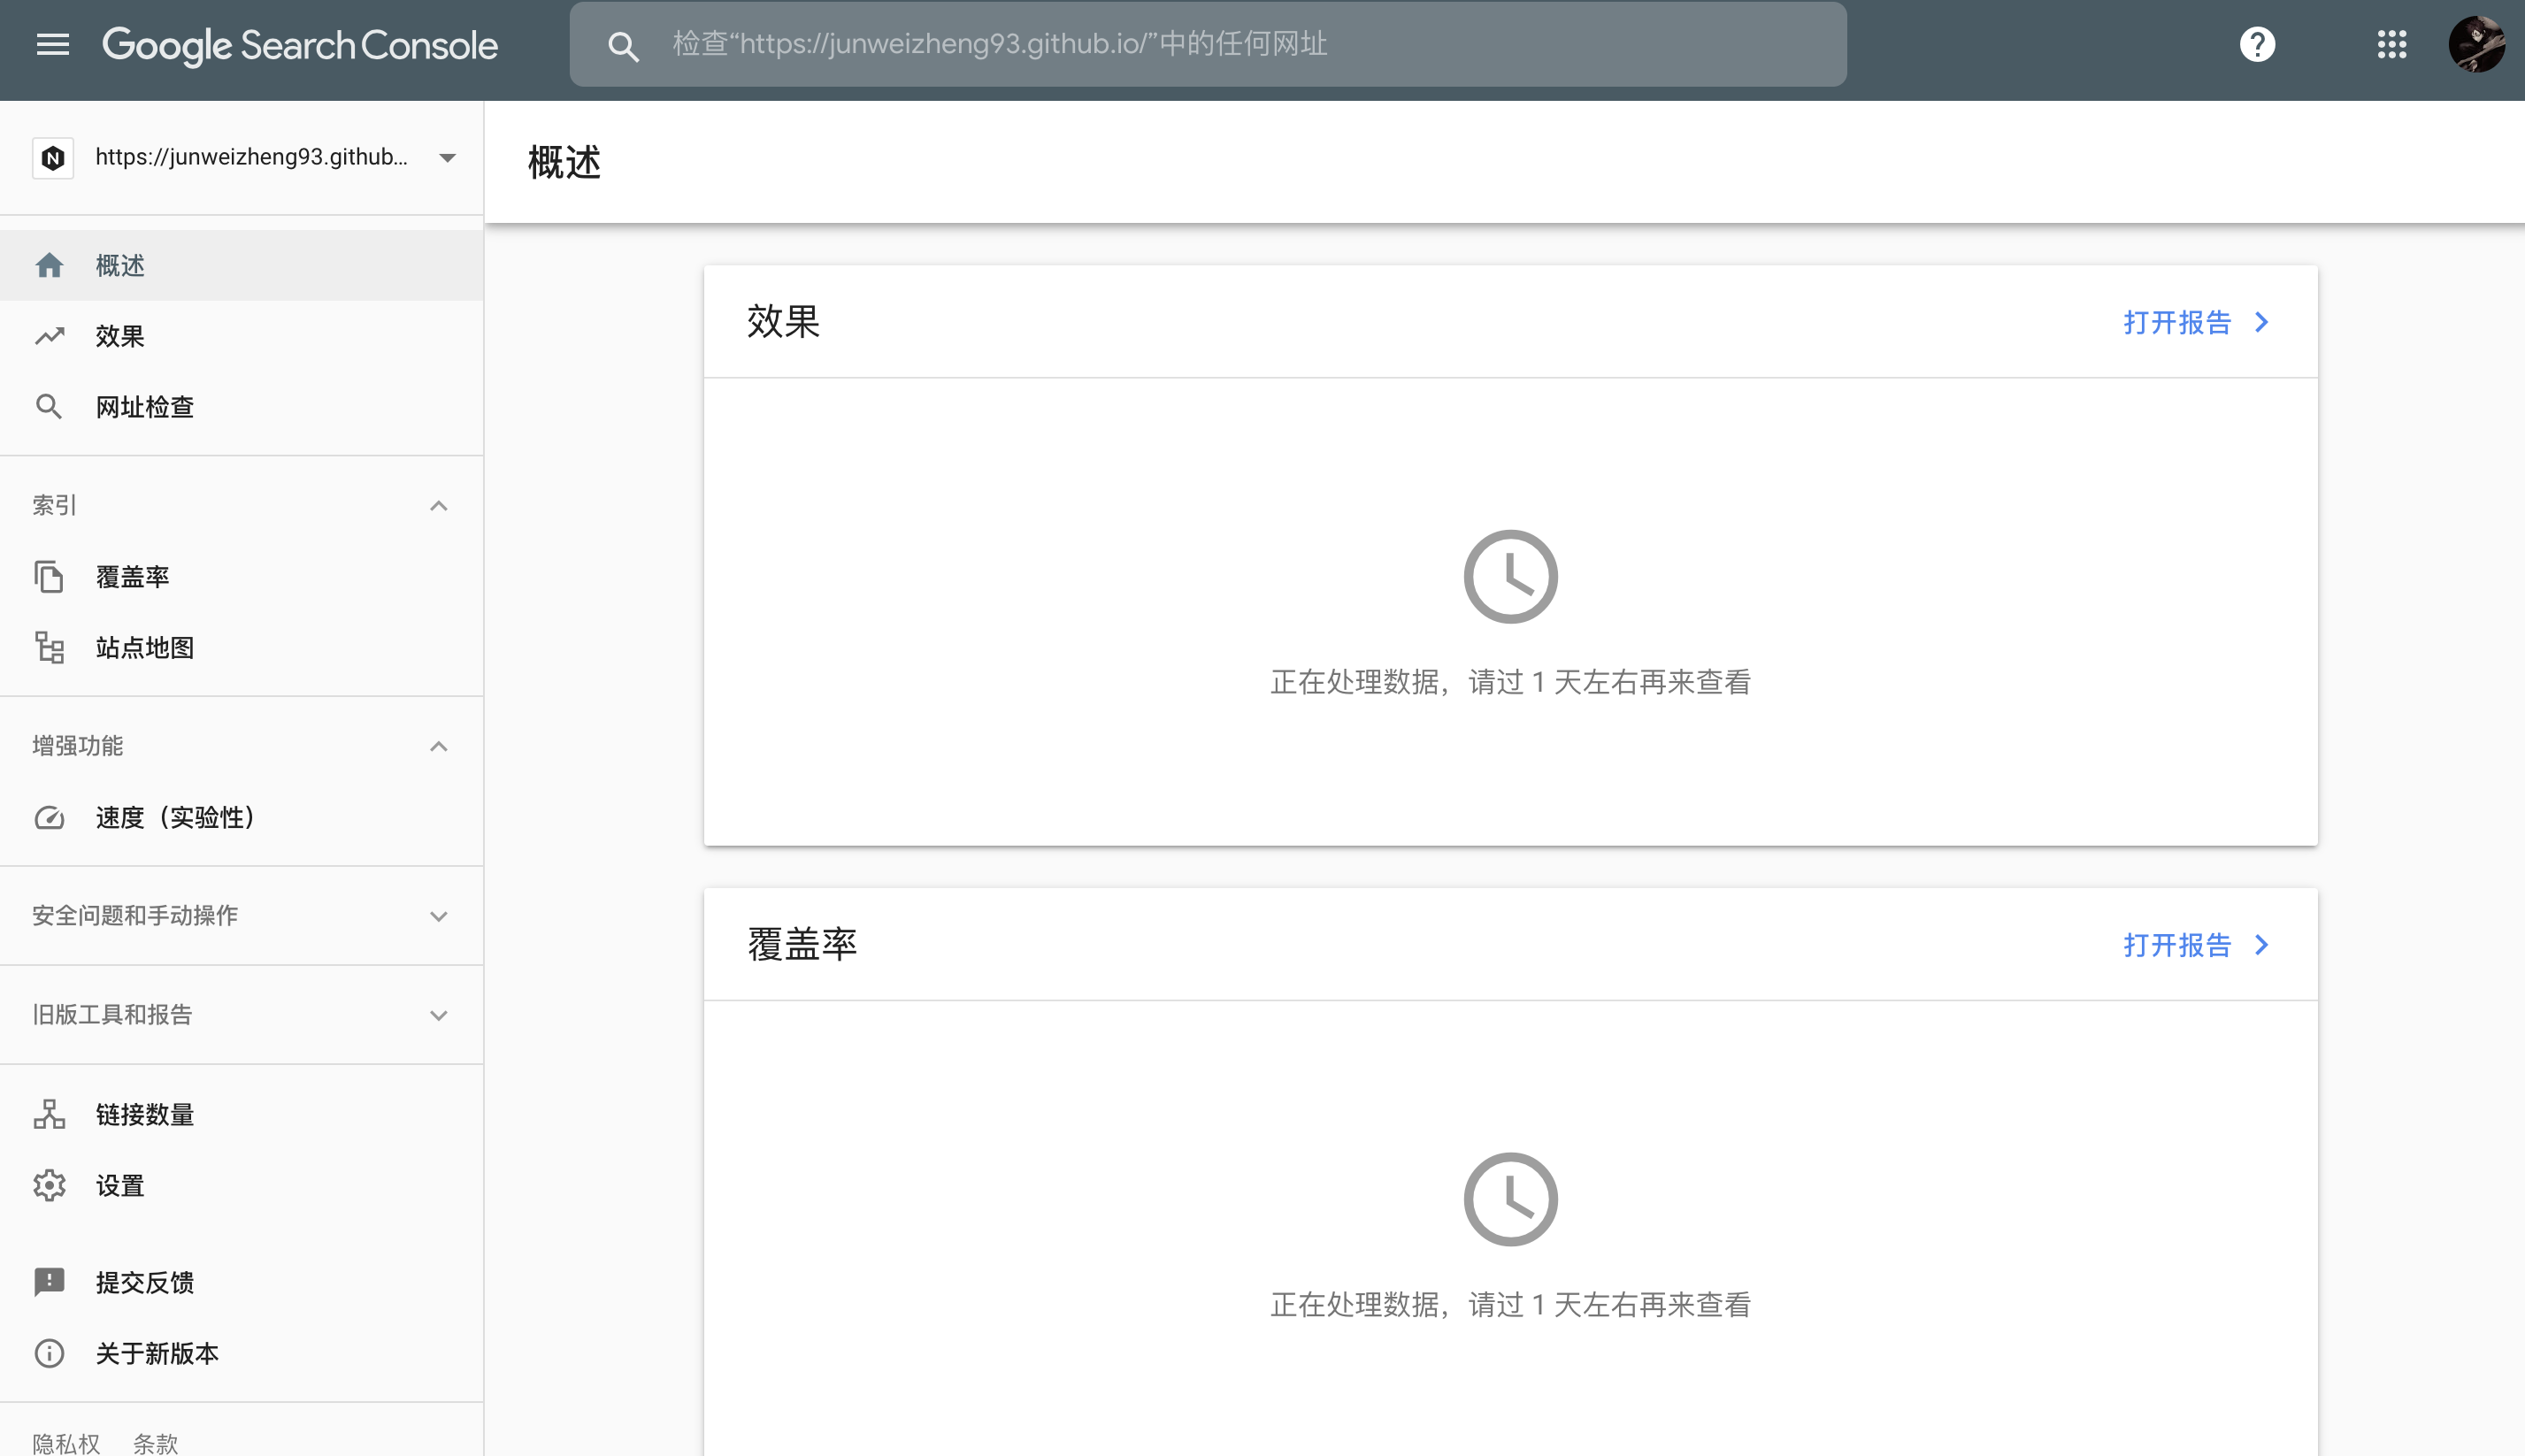 Google Search Console
检查“https://junweizheng93.github.io/”中的任何网址
N
https://junweizheng93.github...
概述
效果
网址检查
索引
覆盖率
站点地图
增强功能
速度（实验性）
安全问题和手动操作
旧版工具和报告
链接数量
设置
提交反馈
关于新版本
隐私权 条款
概述
效果
打开报告
正在处理数据，请过 1 天左右再来查看
覆盖率
打开报告
正在处理数据，请过 1 天左右再来查看